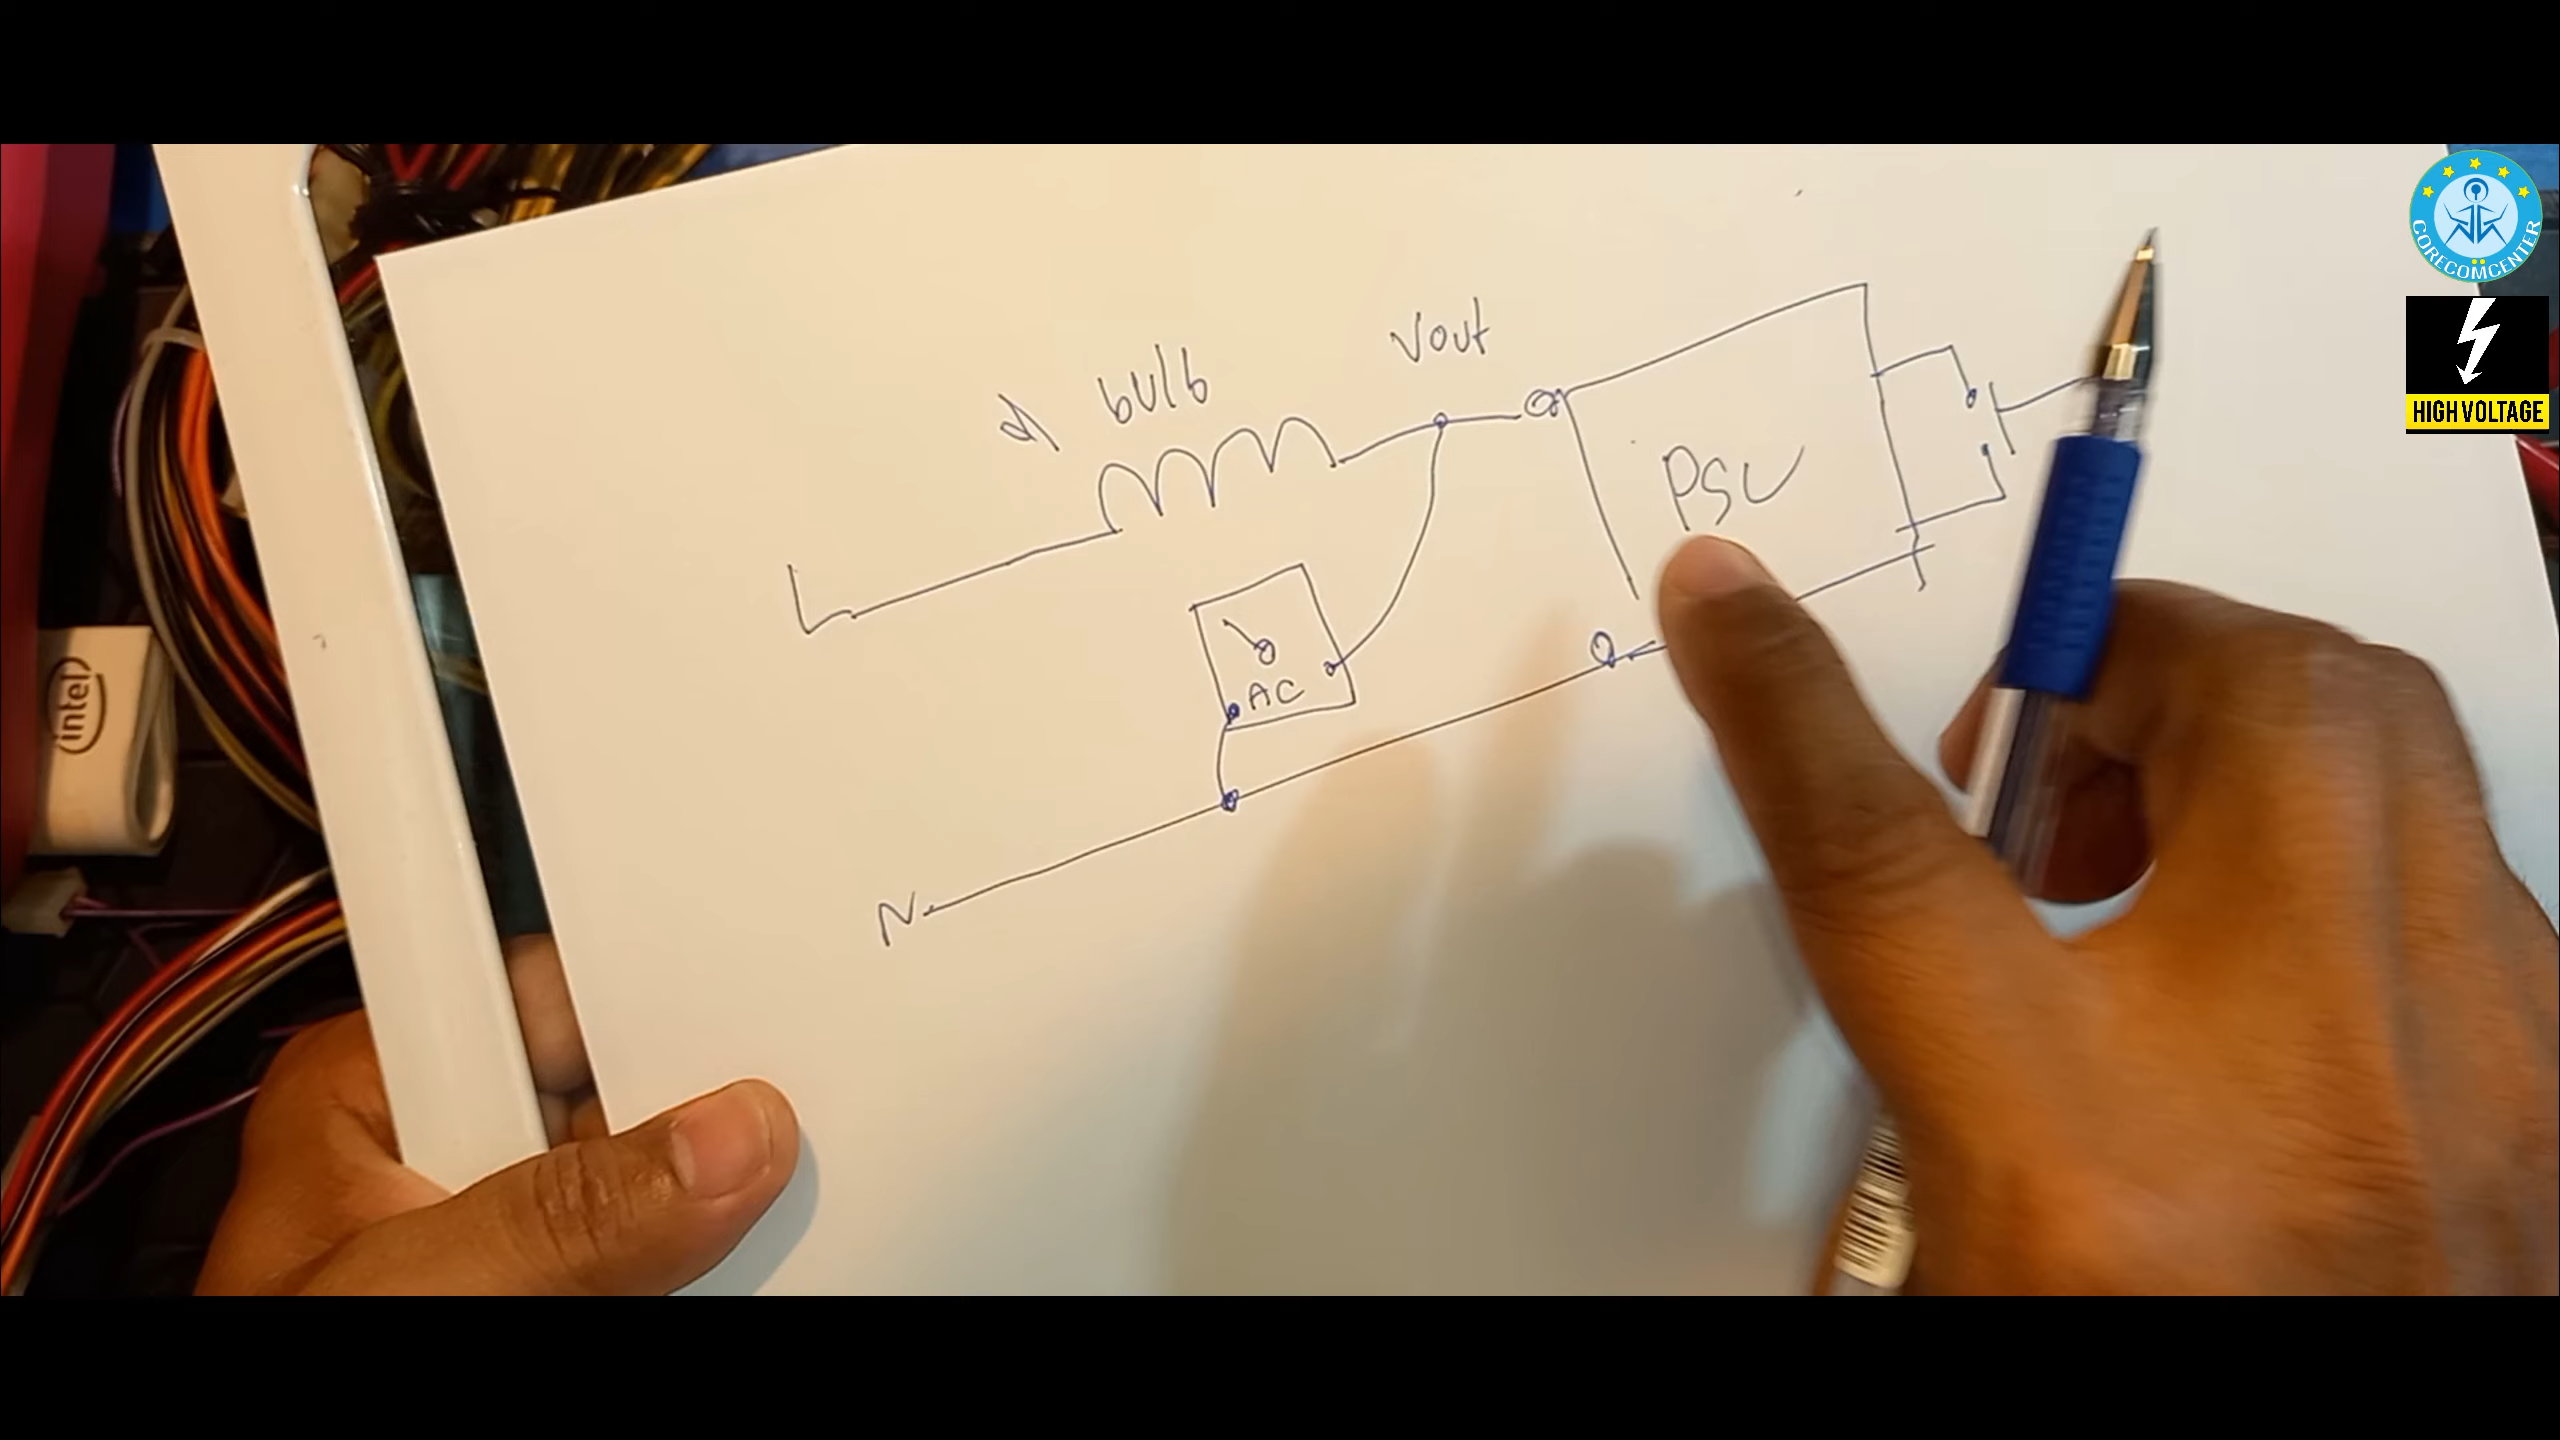 bulb
Vout
PSU
L
AC
N
intel
CORECOMCENTER
HIGH VOLTAGE